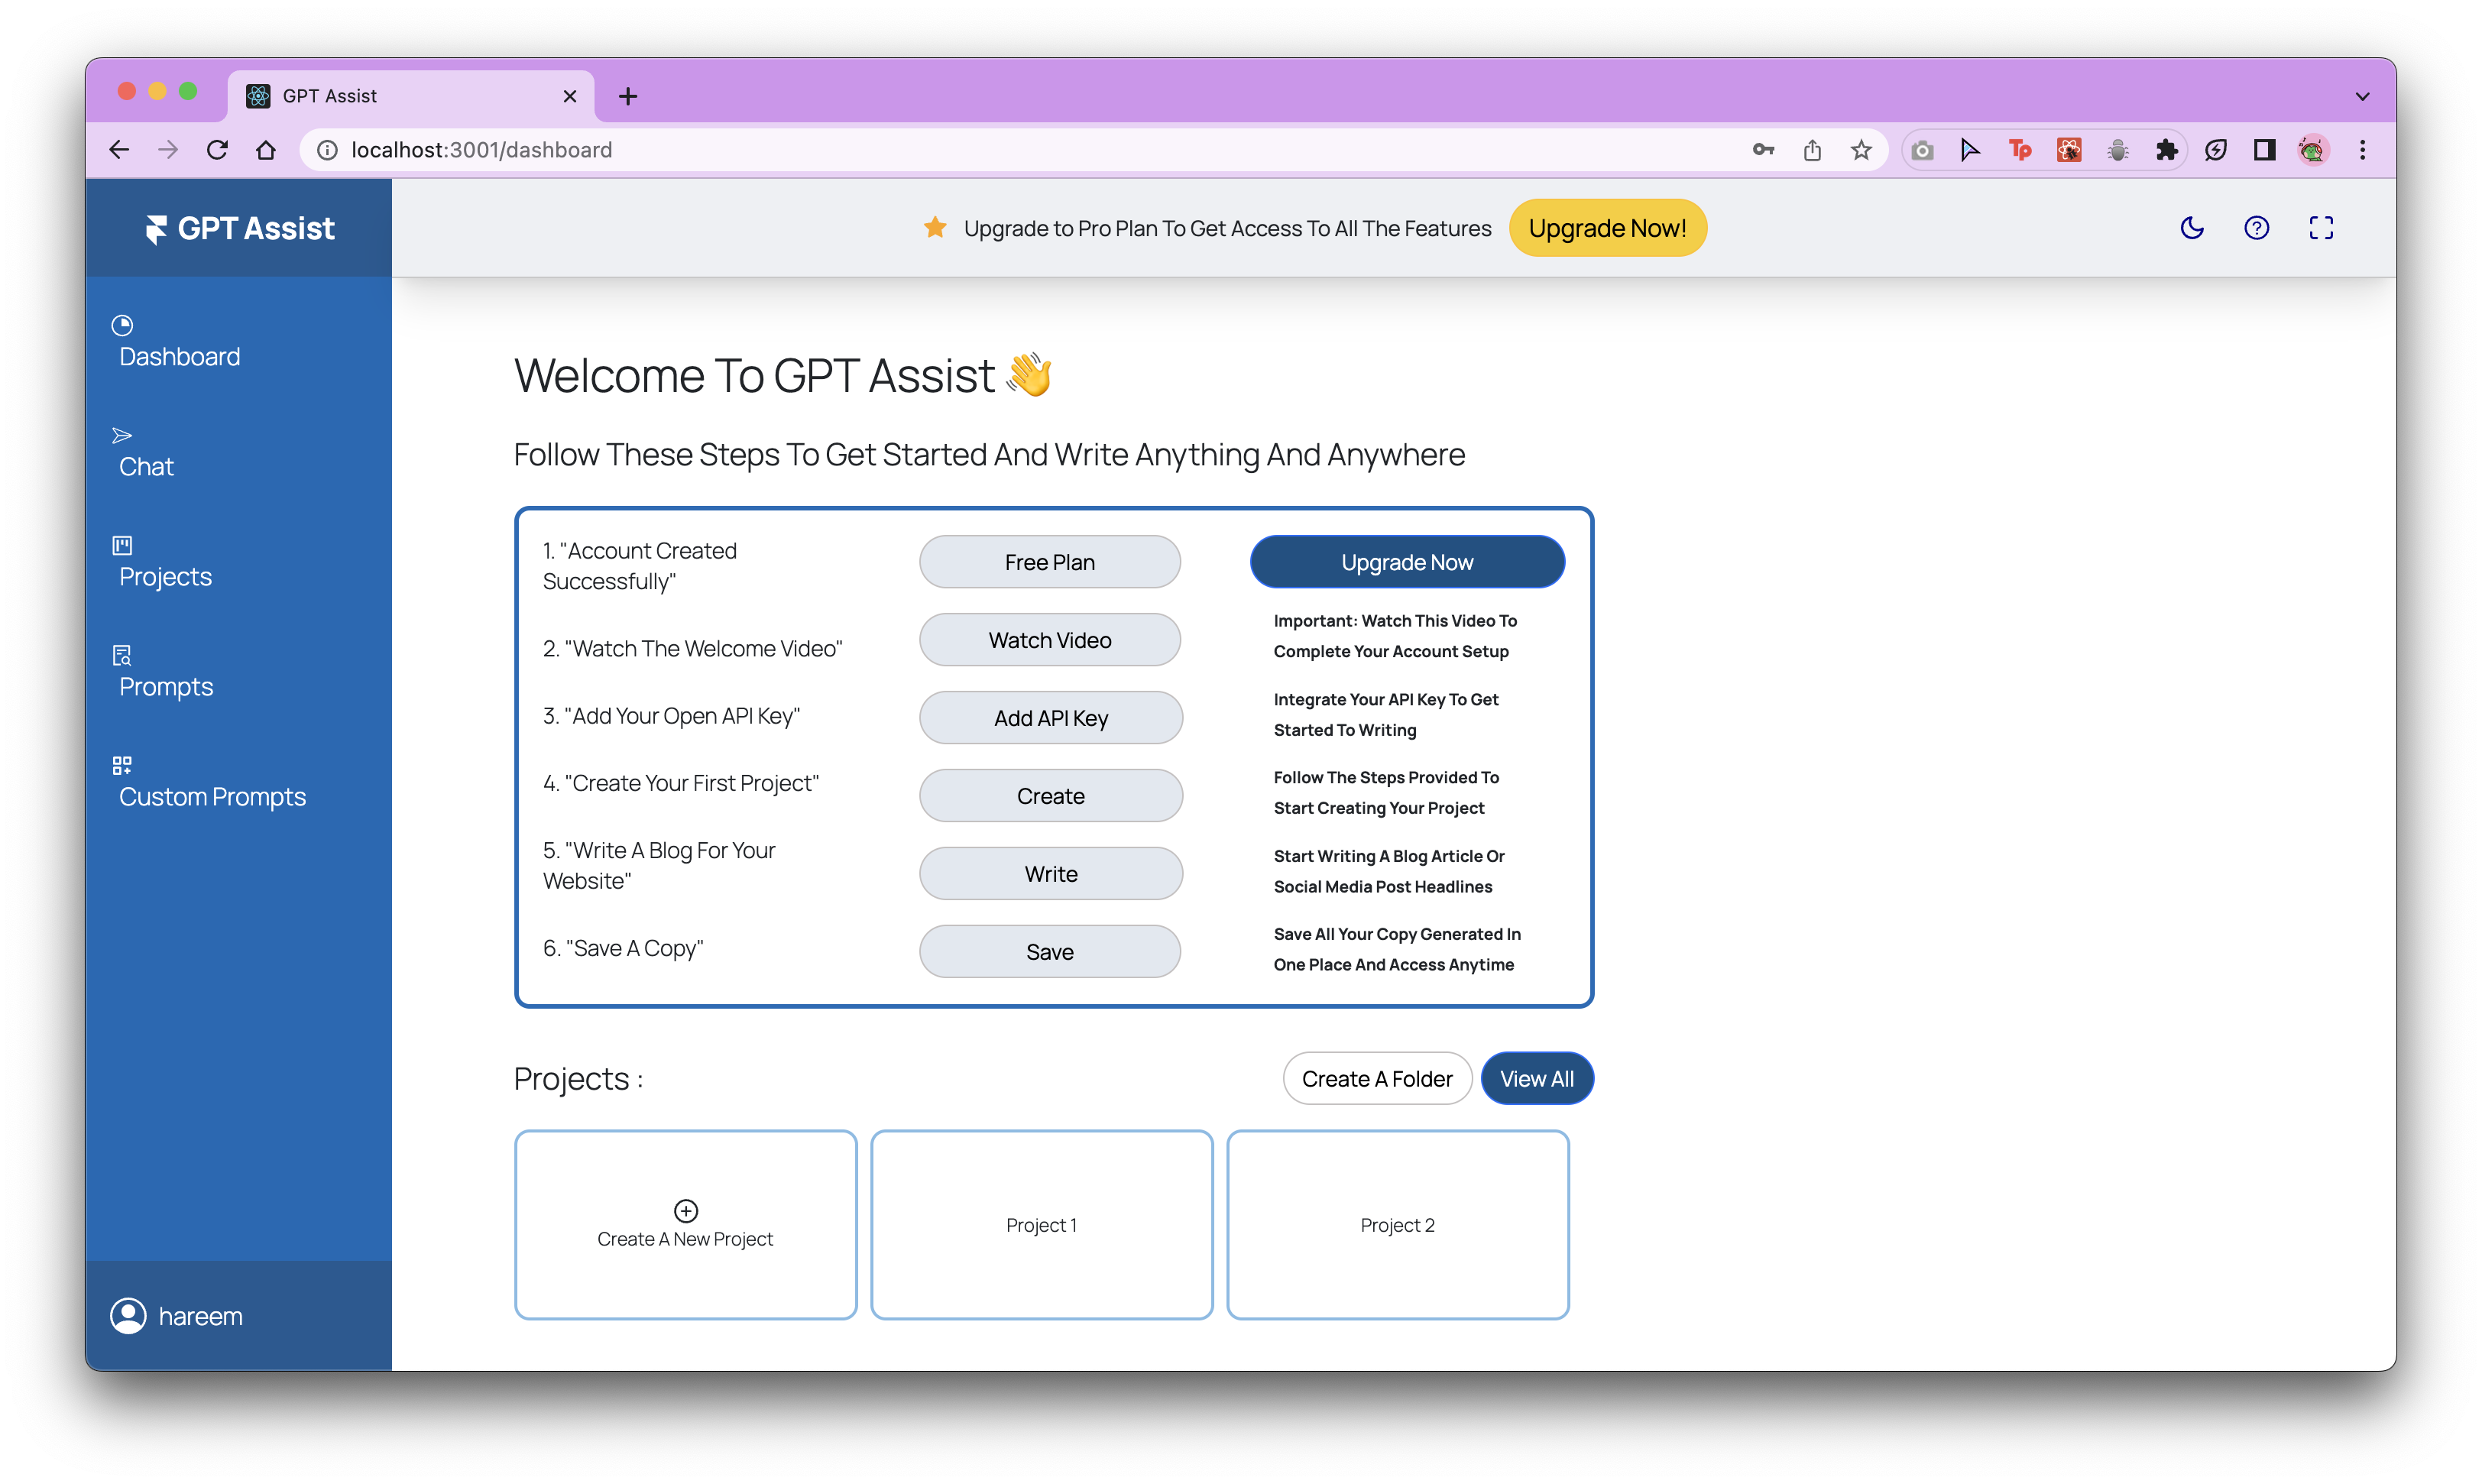 GPT Assist
localhost:3001/dashboard
Tp
GPT Assist
Upgrade to Pro Plan To Get Access To All The Features
Upgrade Now!
Dashboard
Chat
Projects
Prompts
Custom Prompts
hareem
Welcome To GPT Assist 👋
Follow These Steps To Get Started And Write Anything And Anywhere
1. "Account Created
Successfully"
Free Plan
Upgrade Now
2. "Watch The Welcome Video"
Watch Video
Important: Watch This Video To
Complete Your Account Setup
3. "Add Your Open API Key"
Add API Key
Integrate Your API Key To Get
Started To Writing
4. "Create Your First Project"
Create
Follow The Steps Provided To
Start Creating Your Project
5. "Write A Blog For Your
Website"
Write
Start Writing A Blog Article Or
Social Media Post Headlines
6. "Save A Copy"
Save
Save All Your Copy Generated In
One Place And Access Anytime
Projects :
Create A Folder
View All
Create A New Project
Project 1
Project 2